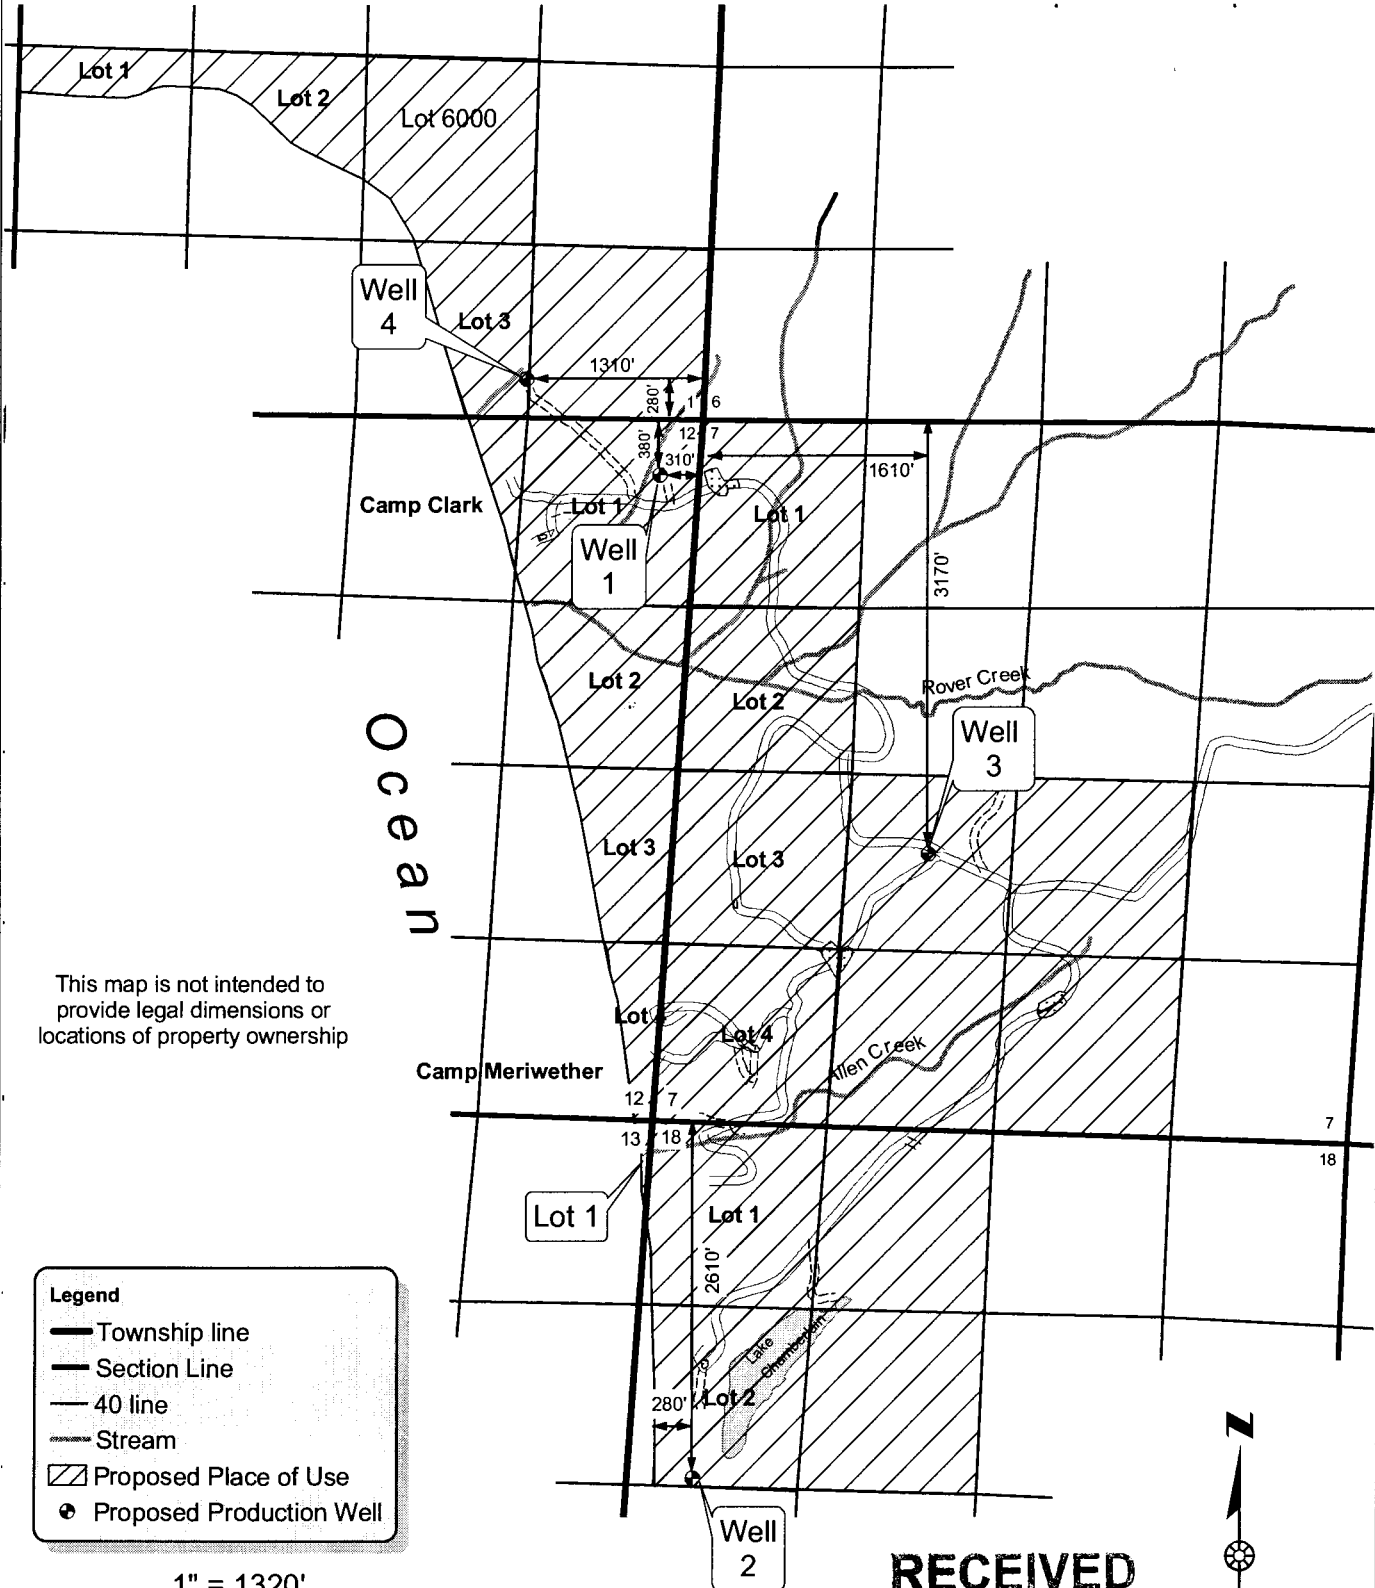 Lot 1
Lot 2
Lot 6000
Well
4
Lot 3
1310'
280'
1
6
380'
12
7
310'
1610'
Camp Clark
Lot 1
Lot 1
Well
1
3170'
Lot 2
Lot 2
Rover Creek
Well
3
Ocean
Lot 3
Lot 3
This map is not intended to
provide legal dimensions or
locations of property ownership
Lot
Lot 4
Allen Creek
Camp Meriwether
12
7
13
18
7
18
Lot 1
Lot 1
2610'
Lake
Chamberlain
280'
Lot 2
Legend
Township line
Section Line
40 line
Stream
Proposed Place of Use
Proposed Production Well
Well
2
N
1" = 1320'
RECEIVED